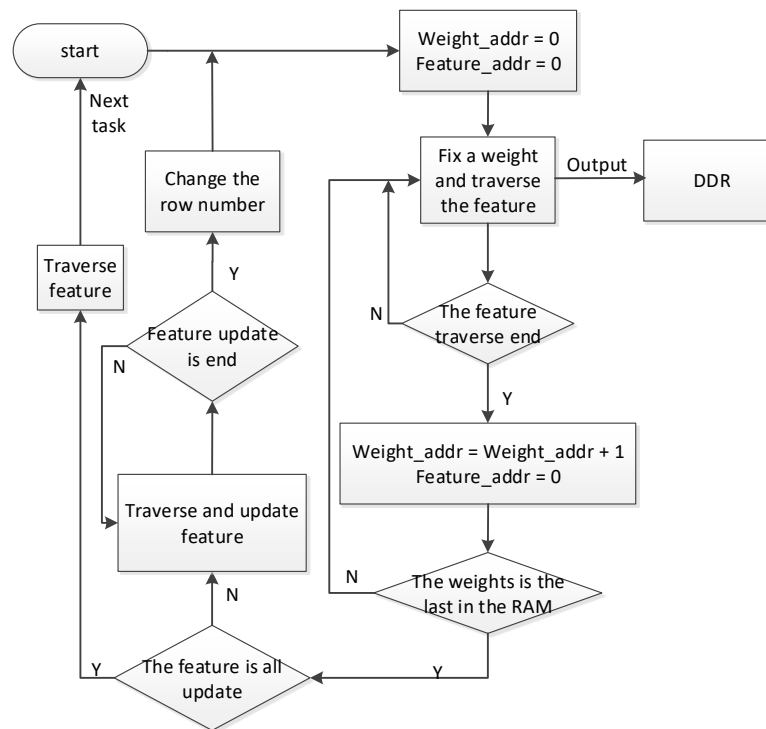 start
Weight_addr = 0
Feature_addr = 0
Next
task
Fix a weight
and traverse
the feature
Output
DDR
Change the
row number
Traverse
feature
Y
N
The feature
traverse end
Feature update
is end
N
Y
Weight_addr = Weight_addr + 1
Feature_addr = 0
Traverse and update
feature
N
The weights is the
last in the RAM
N
Y
The feature is all
update
Y